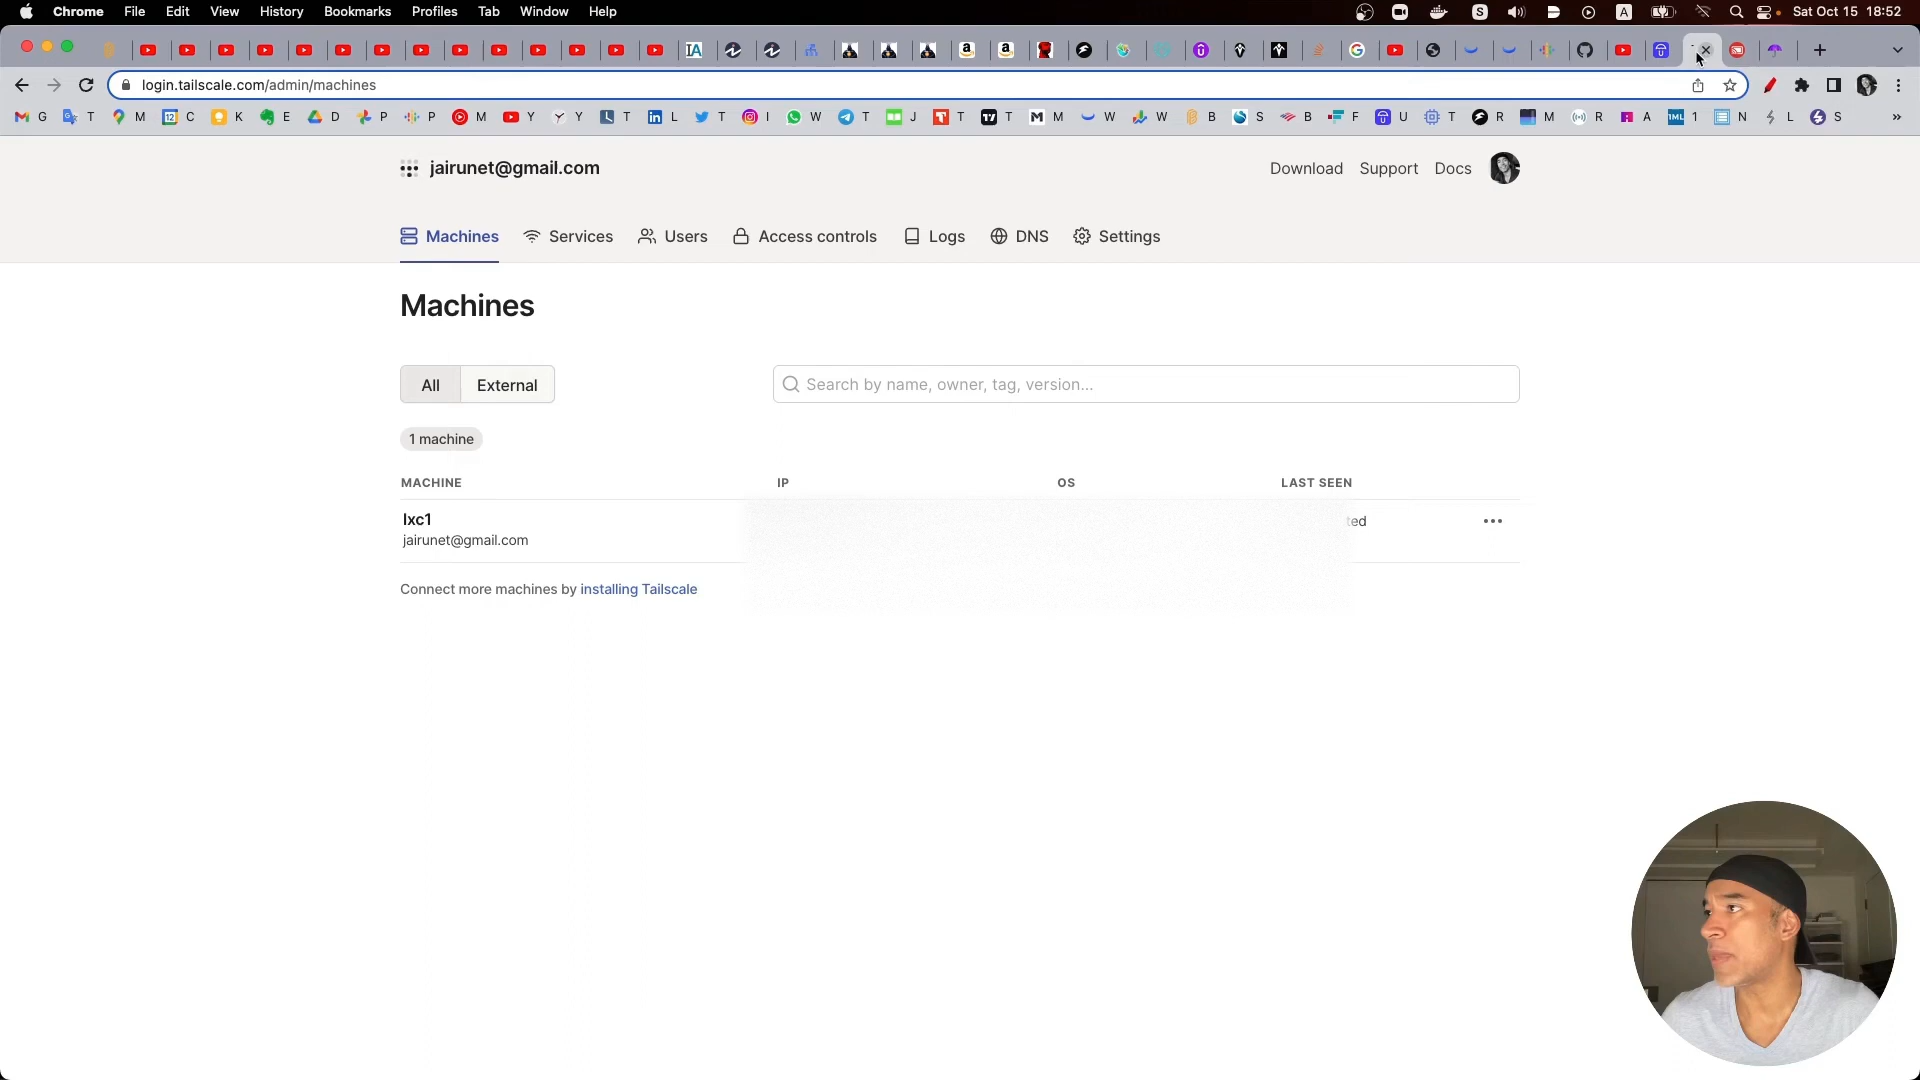 Chrome File Edit View History Bookmarks Profiles Tab Window Help
Sat Oct 15 18:52
login.tailscale.com/admin/machines
G T M C K E D P P M Y Y T L T I W T J T T M W W B S B F U T R M R A 1 N L S
jairunet@gmail.com
Download Support Docs
Machines Services Users Access controls Logs DNS Settings
Machines
All External
Search by name, owner, tag, version...
1 machine
MACHINE IP OS LAST SEEN
lxc1
ted
jairunet@gmail.com
Connect more machines by installing Tailscale